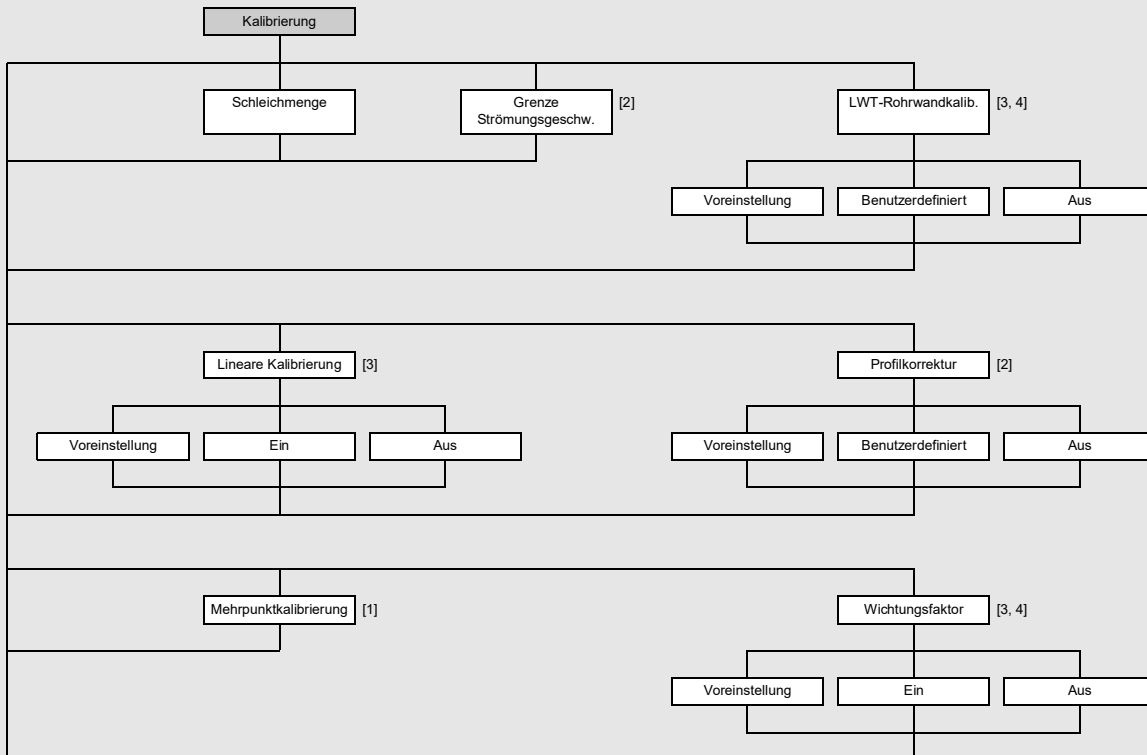 Kalibrierung
Schleichmenge
Grenze
Strömungsgeschw.
[2]
LWT-Rohrwandkalib.
[3, 4]
Voreinstellung
Benutzerdefiniert
Aus
Lineare Kalibrierung
[3]
Profilkorrektur
[2]
Voreinstellung
Ein
Aus
Voreinstellung
Benutzerdefiniert
Aus
Mehrpunktkalibrierung
[1]
Wichtungsfaktor
[3, 4]
Voreinstellung
Ein
Aus